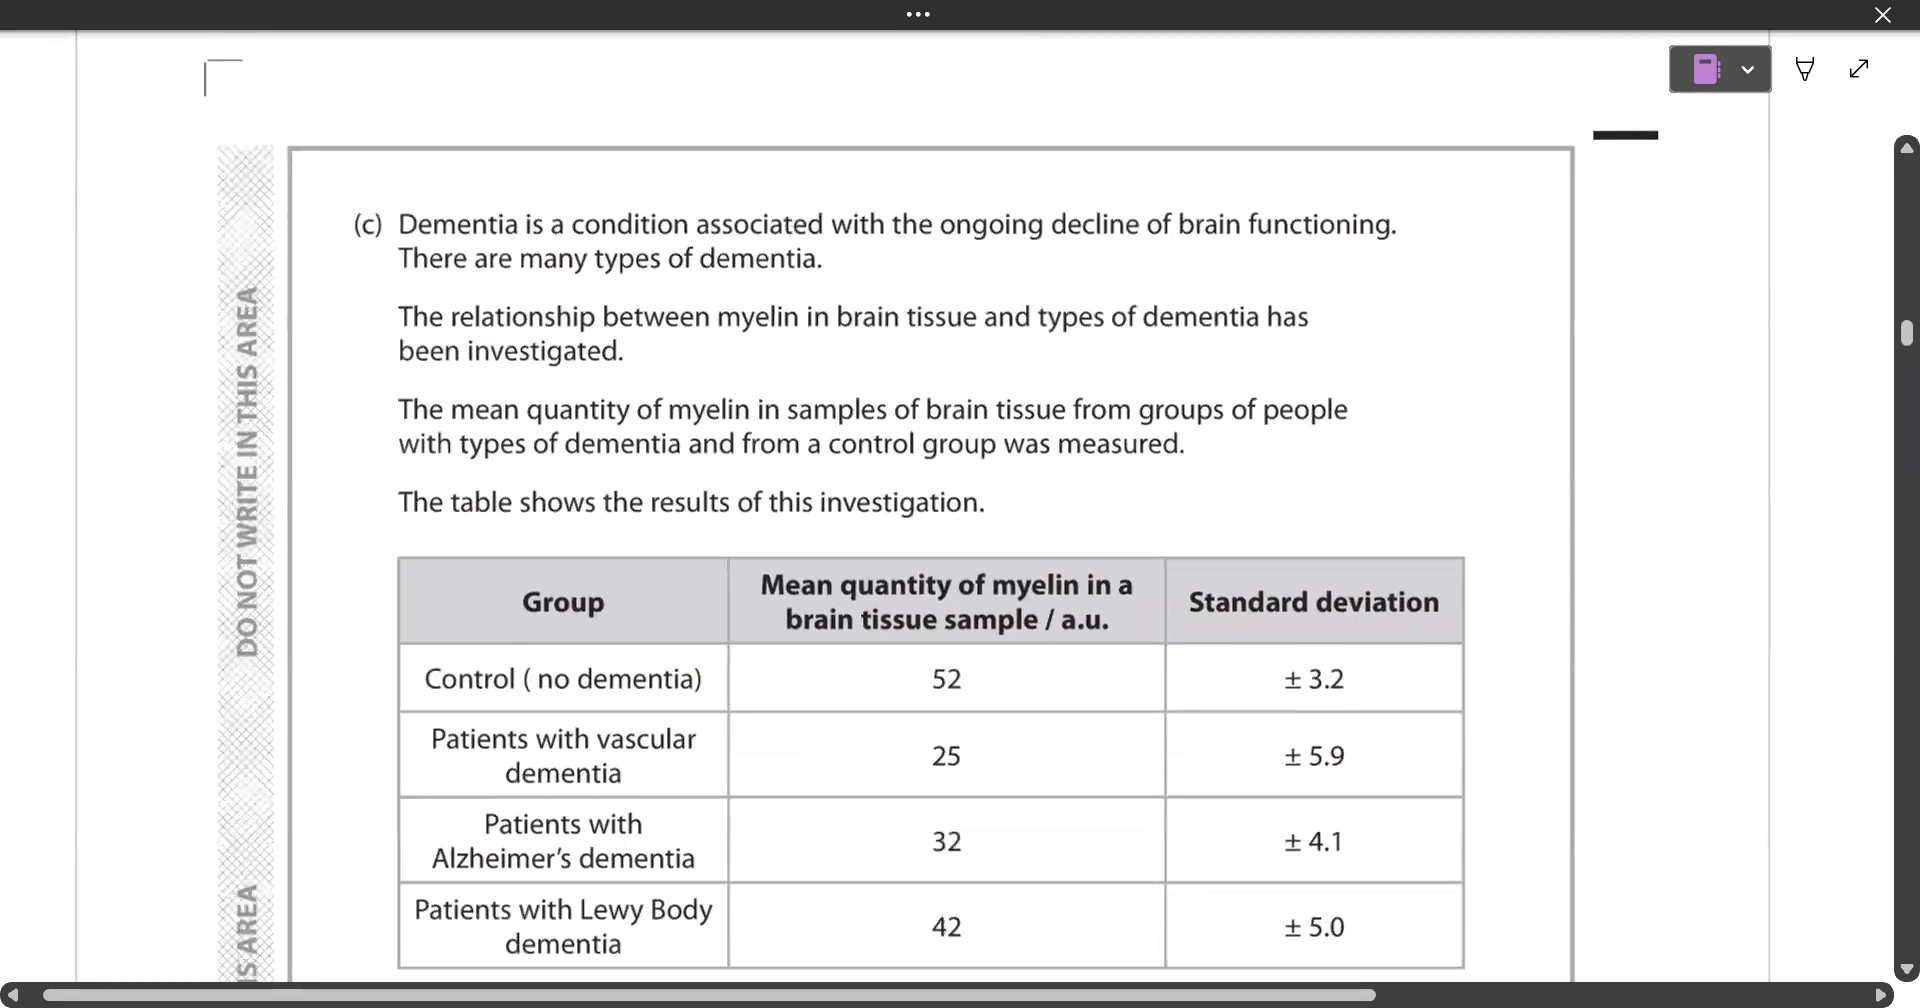 (c) Dementia is a condition associated with the ongoing decline of brain functioning.
There are many types of dementia.
The relationship between myelin in brain tissue and types of dementia has
been investigated.
The mean quantity of myelin in samples of brain tissue from groups of people
with types of dementia and from a control group was measured.
The table shows the results of this investigation.
Group
Mean quantity of myelin in a
brain tissue sample / a.u.
Standard deviation
Control ( no dementia)
52
± 3.2
Patients with vascular
dementia
25
± 5.9
Patients with
Alzheimer’s dementia
32
± 4.1
Patients with Lewy Body
dementia
42
± 5.0
DO NOT WRITE IN THIS AREA
IS AREA